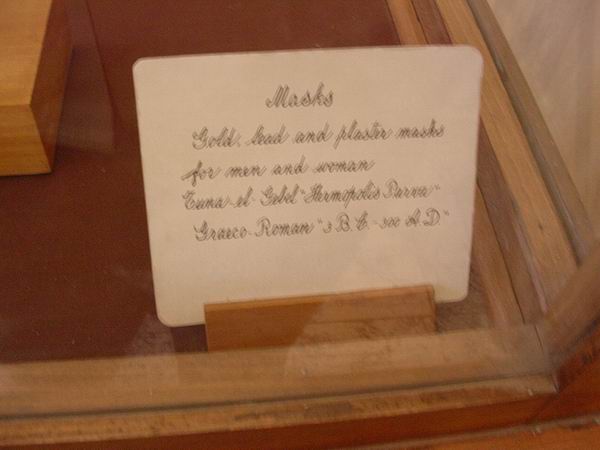 Masks
Gold, lead and plaster masks
for men and woman
Tuna-el-Gebel "Hermopolis Parva"
Graeco-Roman "3 B.C.-300 A.D."